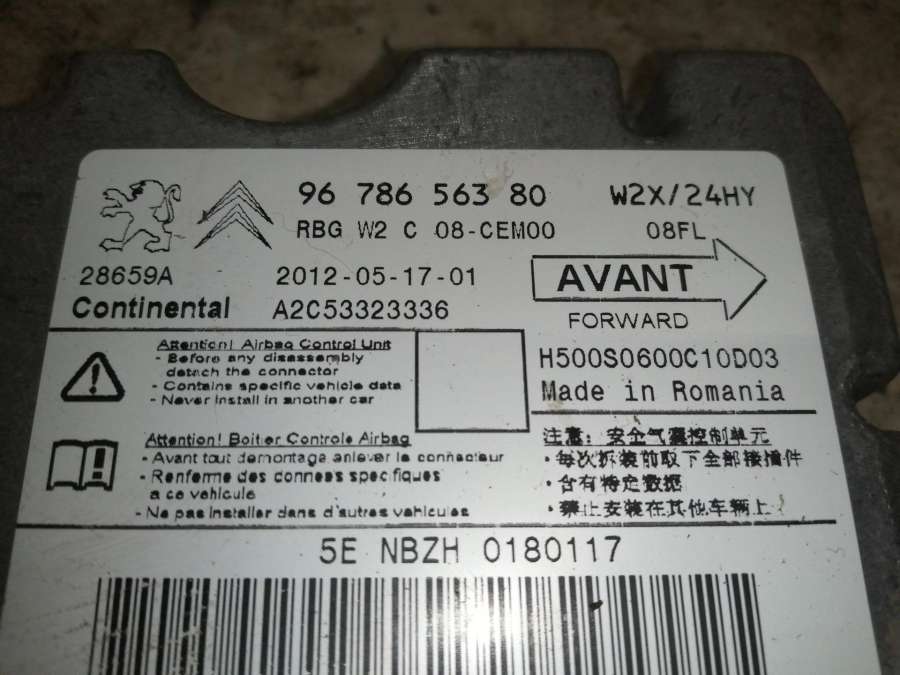 96 786 563 80 W2X/24HY
RBG W2 C 08-CEM00 08FL
28659A 2012-05-17-01
AVANT
Continental A2C53323336
FORWARD
Attention! Airbag Control Unit
- Before any disassembly
detach the connector
- Contains specific vehicle data
- Never install in another car
H500S0600C10D03
Made in Romania
Attention! Boitier Controle Airbag
- Avant tout demontage enlever le connecteur
- Renferme des donnees specifiques
a ce vehicule
- Ne pas installer dans d'autres vehicules
注意: 安全气囊控制单元
·每次拆装前取下全部接插件
·含有特定数据
·禁止安装在其他车辆上
5E NBZH 0180117